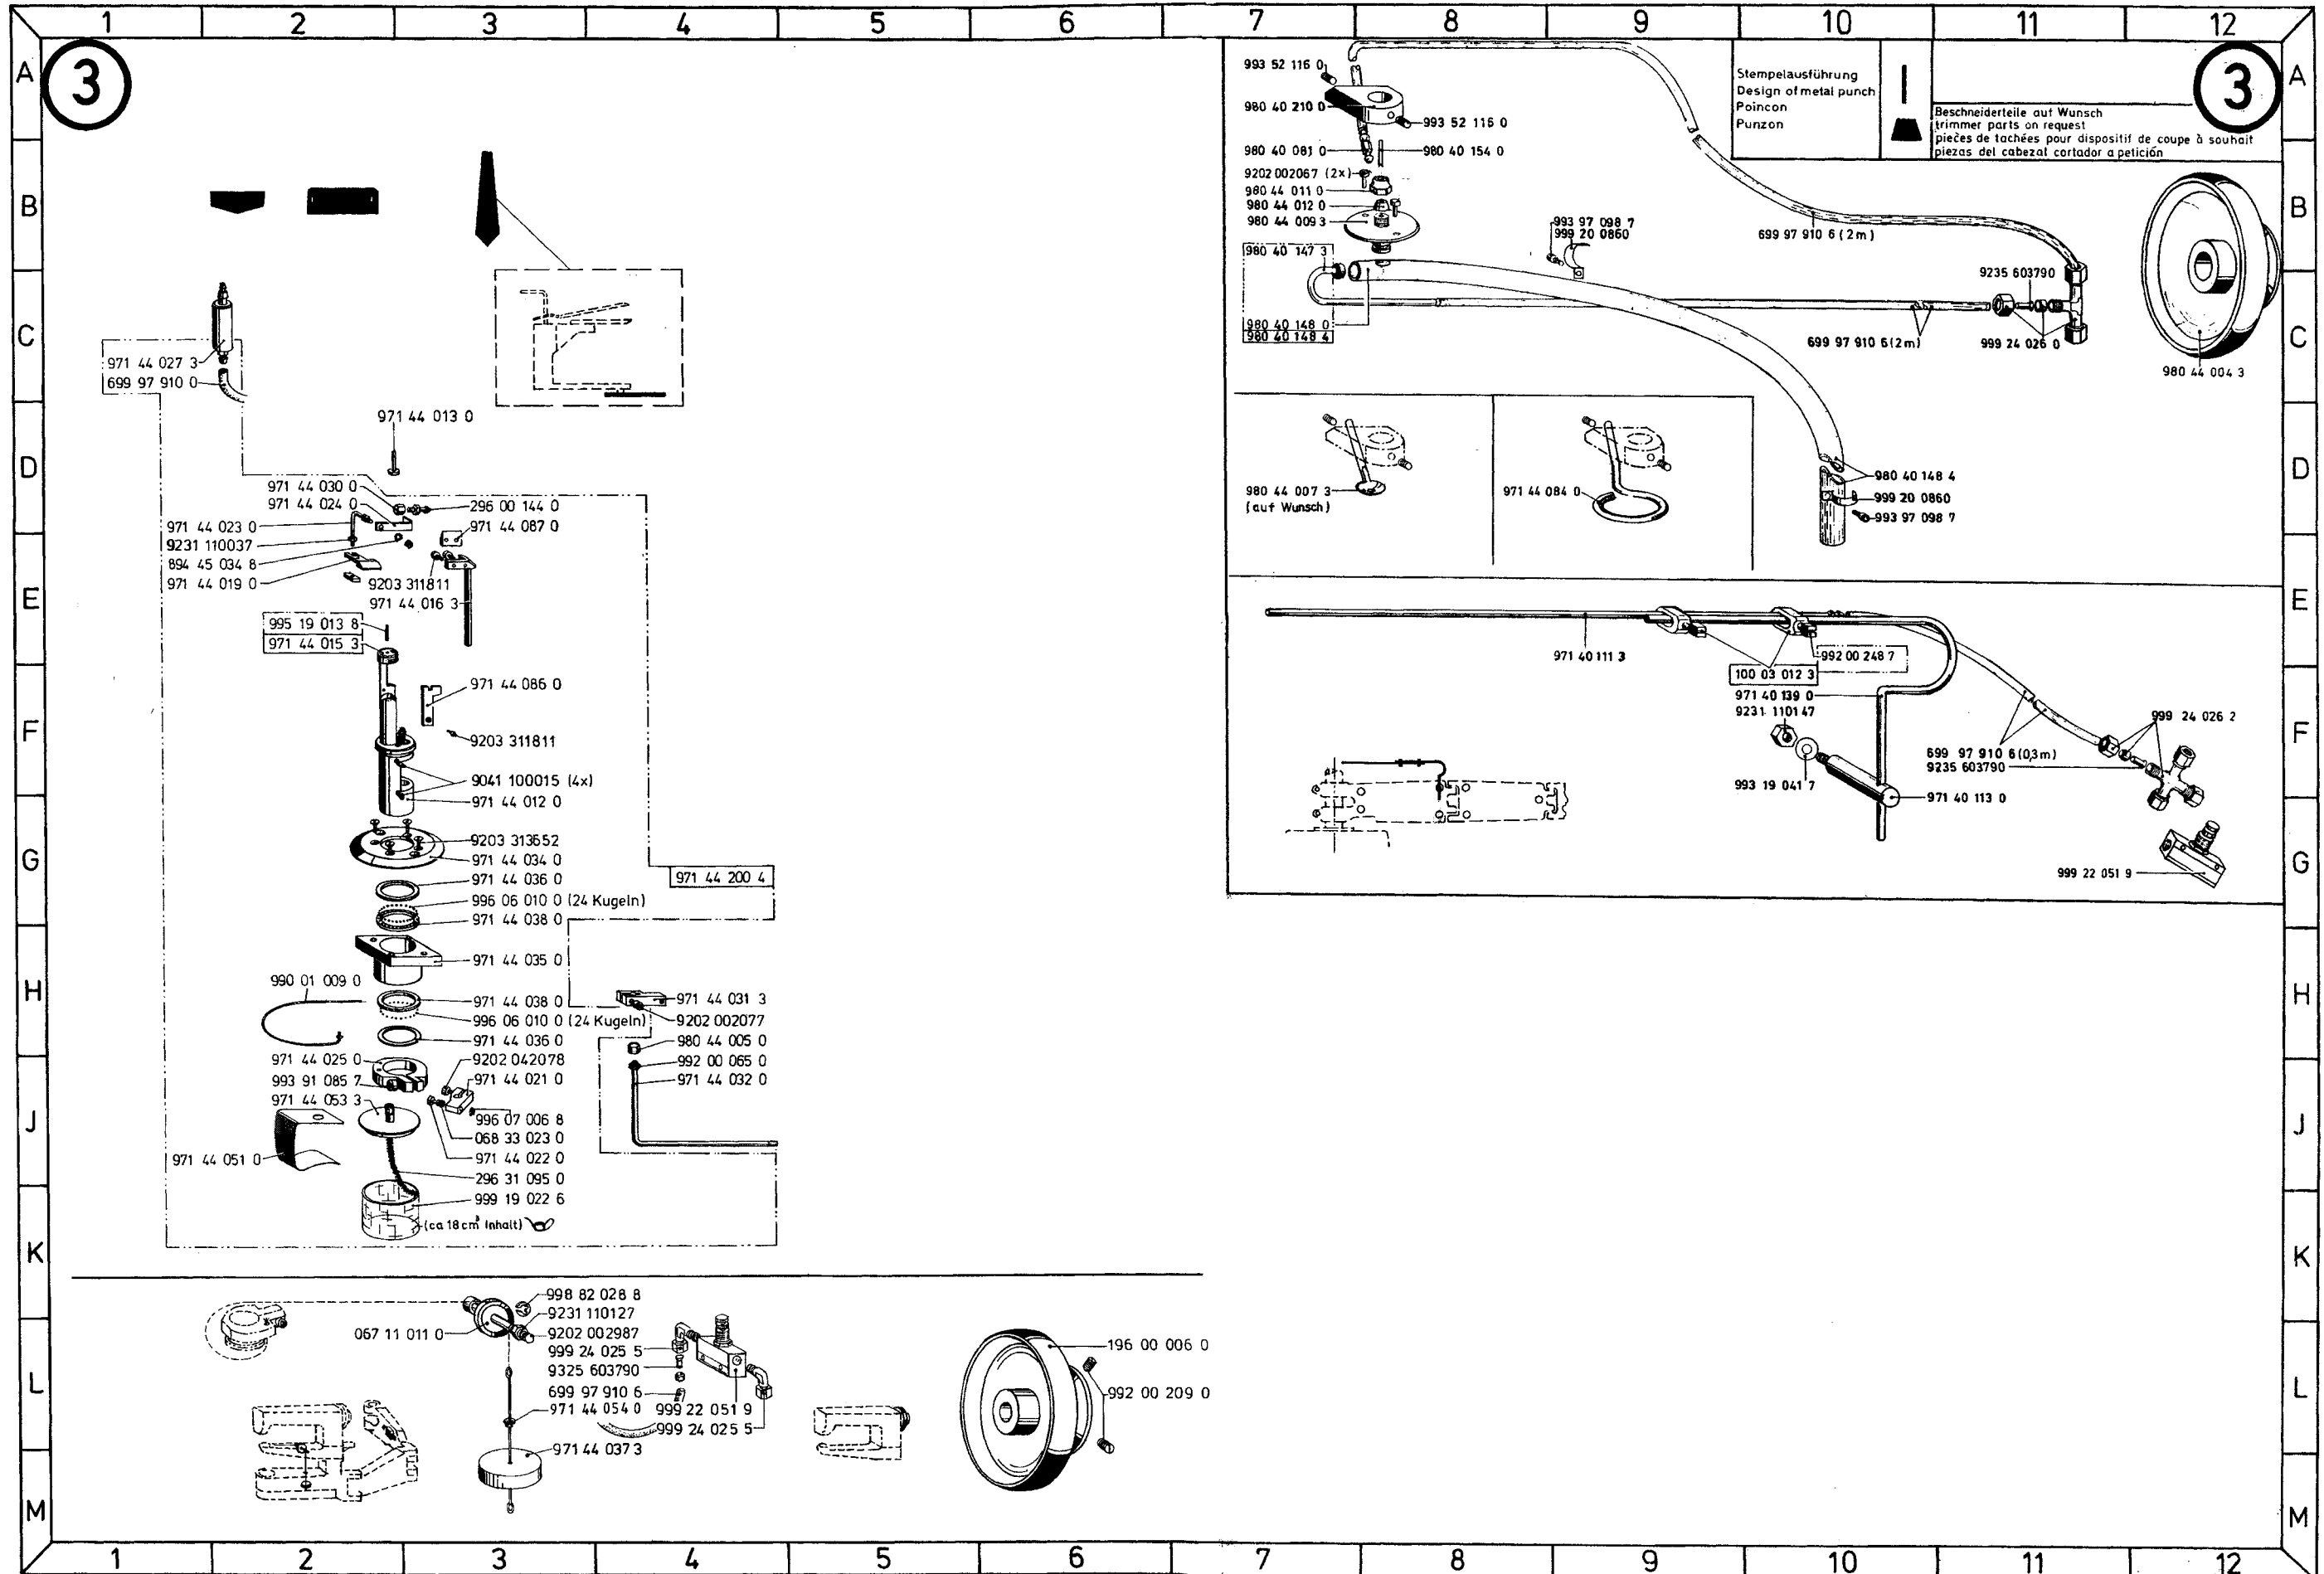 1 2 3 4 5 6 7 8 9 10 11 12
A
B
C
D
E
F
G
H
J
K
L
M
3
971 44 027 3
699 97 910 0
971 44 013 0
971 44 030 0
971 44 024 0
296 00 144 0
971 44 023 0
971 44 087 0
9231 110037
894 45 034 8
971 44 019 0
9203 311811
971 44 016 3
995 19 013 8
971 44 015 3
971 44 086 0
9203 311811
9041 100015 (4x)
971 44 012 0
9203 313652
971 44 034 0
971 44 036 0
971 44 200 4
996 06 010 0 (24 Kugeln)
971 44 038 0
971 44 035 0
990 01 009 0
971 44 038 0
971 44 031 3
996 06 010 0 (24 Kugeln)
9202 002077
971 44 036 0
980 44 005 0
971 44 025 0
9202 042078
992 00 065 0
993 91 085 7
971 44 021 0
971 44 032 0
971 44 053 3
996 07 006 8
068 33 023 0
971 44 022 0
971 44 051 0
296 31 095 0
999 19 022 6
(ca 18 cm³ Inhalt)
998 82 028 8
9231 110127
067 11 011 0
9202 002987
999 24 025 5
9325 603790
699 97 910 6
971 44 054 0
999 22 051 9
999 24 025 5
971 44 037 3
196 00 006 0
992 00 209 0
993 52 116 0
980 40 210 0
993 52 116 0
980 40 081 0
980 40 154 0
9202 002067 (2x)
980 44 011 0
980 44 012 0
980 44 009 3
993 97 098 7
999 20 0860
980 40 147 3
980 40 148 0
980 40 148 4
699 97 910 6 (2m)
9235 603790
699 97 910 6 (2m)
999 24 026 0
980 44 004 3
Stempelausführung
Design of metal punch
Poincon
Punzon
3
Beschneiderteile auf Wunsch
trimmer parts on request
pieċes de tachées pour dispositif de coupe à souhait
piezas del cabezal cortador a petición
980 44 007 3
(auf Wunsch)
971 44 084 0
980 40 148 4
999 20 0860
993 97 098 7
971 40 111 3
992 00 248 7
100 03 012 3
971 40 139 0
9231 110147
993 19 041 7
971 40 113 0
699 97 910 6 (0,3m)
9235 603790
999 24 026 2
999 22 051 9
A
B
C
D
E
F
G
H
J
K
L
M
1 2 3 4 5 6 7 8 9 10 11 12